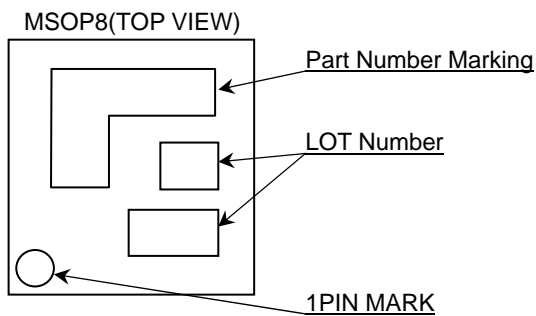 MSOP8(TOP VIEW)
Part Number Marking
LOT Number
1PIN MARK